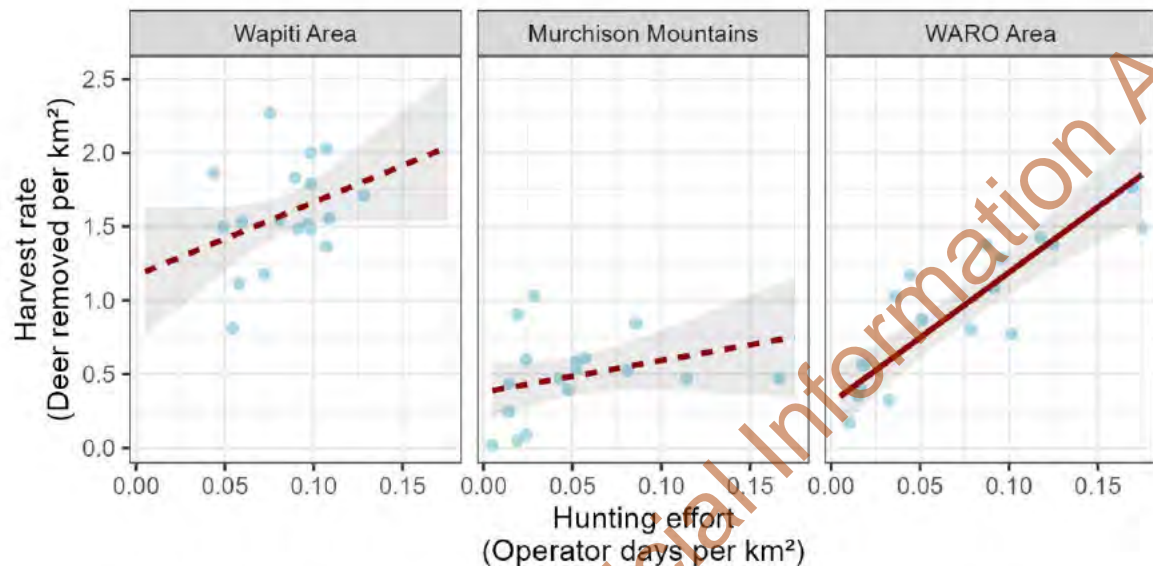 Wapiti Area
Murchison Mountains
WARO Area
2.5
2.0
1.5
1.0
0.5
0.0
Harvest rate
(Deer removed per km²)
0.00 0.05 0.10 0.15
0.00 0.05 0.10 0.15
0.00 0.05 0.10 0.15
Hunting effort
(Operator days per km²)
Information A